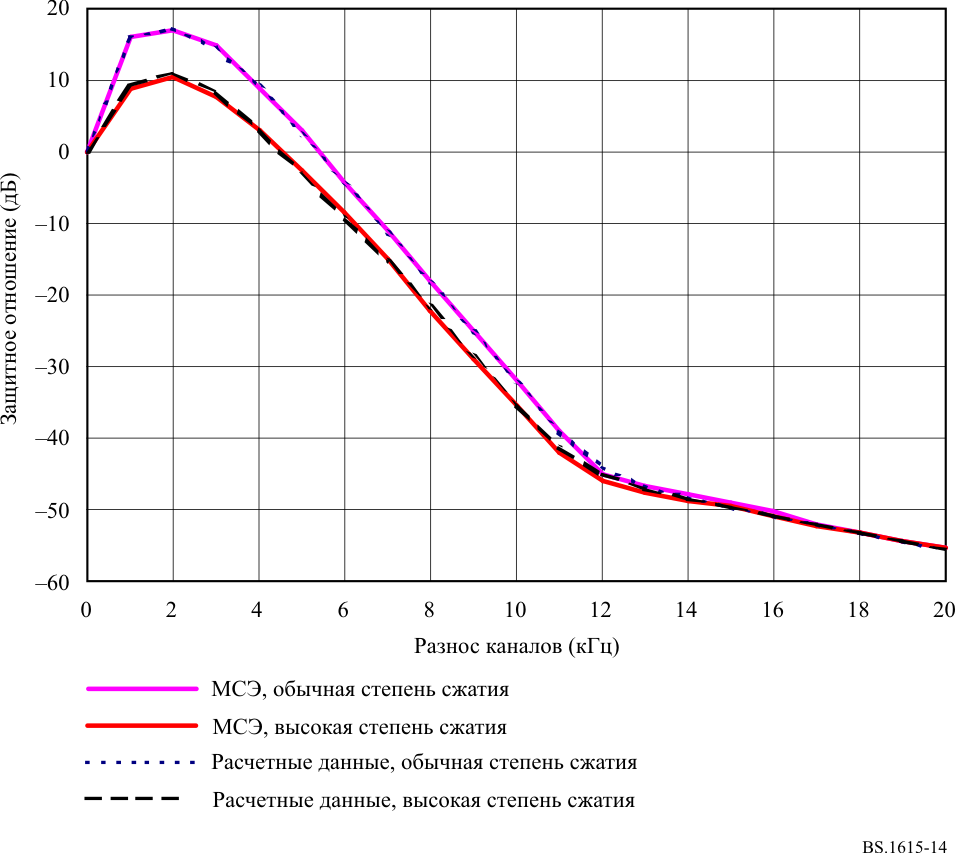 20
10
0
–10
–20
–30
–40
–50
–60
Защитное отношение (дБ)
0 2 4 6 8 10 12 14 16 18 20
Разнос каналов (кГц)
МСЭ, обычная степень сжатия
МСЭ, высокая степень сжатия
Расчетные данные, обычная степень сжатия
Расчетные данные, высокая степень сжатия
BS.1615-14